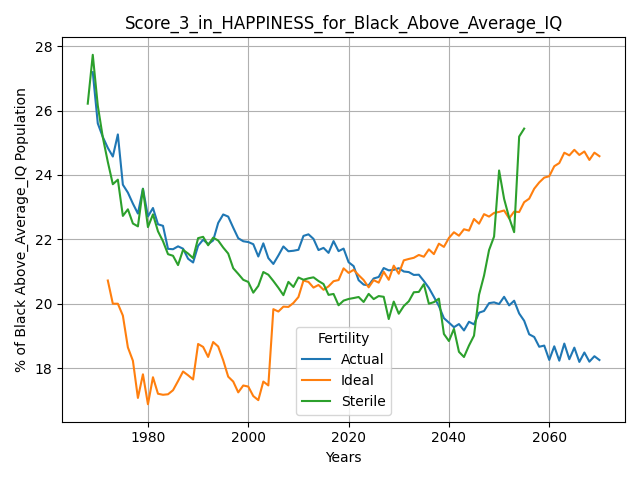 Score_3_in_HAPPINESS_for_Black_Above_Average_IQ
% of Black Above_Average_IQ Population
28
26
24
22
20
18
Fertility
Actual
Ideal
Sterile
1980
2000
2020
2040
2060
Years